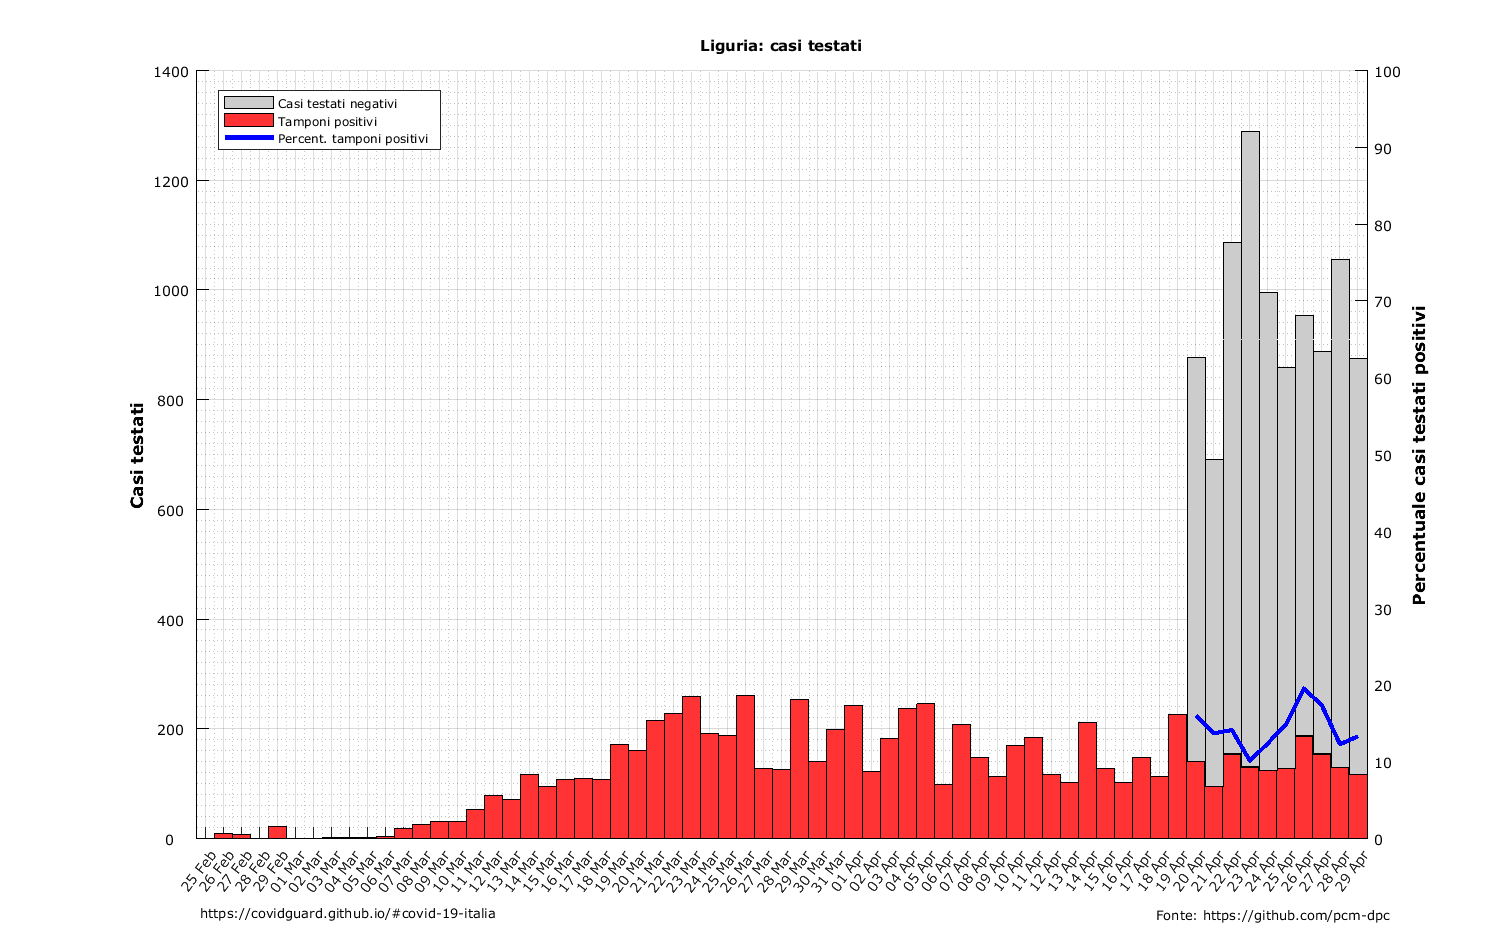 Liguria: casi testati
Casi testati negativi
Tamponi positivi
Percent. tamponi positivi
1400
1200
1000
800
600
400
200
0
Casi testati
100
90
80
70
60
50
40
30
20
10
0
Percentuale casi testati positivi
25 Feb
26 Feb
27 Feb
28 Feb
29 Feb
01 Mar
02 Mar
03 Mar
04 Mar
05 Mar
06 Mar
07 Mar
08 Mar
09 Mar
10 Mar
11 Mar
12 Mar
13 Mar
14 Mar
15 Mar
16 Mar
17 Mar
18 Mar
19 Mar
20 Mar
21 Mar
22 Mar
23 Mar
24 Mar
25 Mar
26 Mar
27 Mar
28 Mar
29 Mar
30 Mar
31 Mar
01 Apr
02 Apr
03 Apr
04 Apr
05 Apr
06 Apr
07 Apr
08 Apr
09 Apr
10 Apr
11 Apr
12 Apr
13 Apr
14 Apr
15 Apr
16 Apr
17 Apr
18 Apr
19 Apr
20 Apr
21 Apr
22 Apr
23 Apr
24 Apr
25 Apr
26 Apr
27 Apr
28 Apr
29 Apr
https://covidguard.github.io/#covid-19-italia
Fonte: https://github.com/pcm-dpc